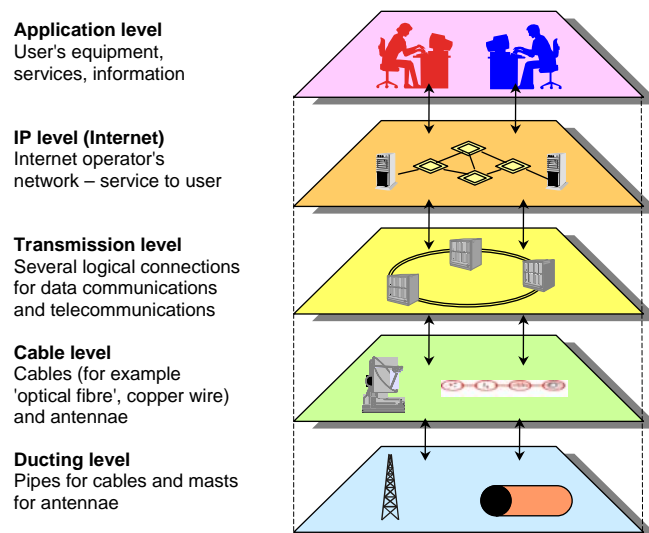 Application level
User's equipment,
services, information
IP level (Internet)
Internet operator's
network – service to user
Transmission level
Several logical connections
for data communications
and telecommunications
Cable level
Cables (for example
'optical fibre', copper wire)
and antennae
Ducting level
Pipes for cables and masts
for antennae